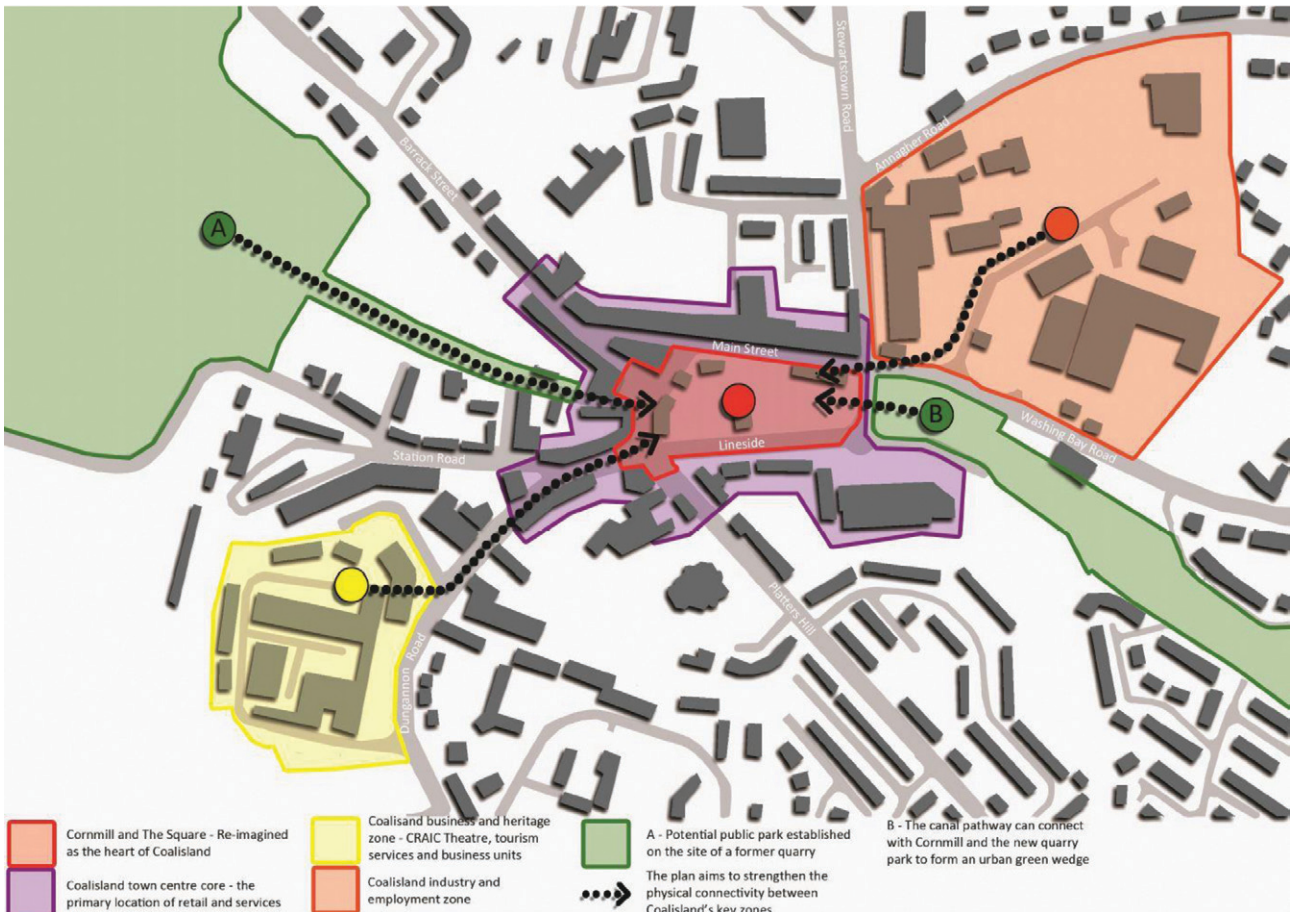 Stewartstown Road
Annagher Road
Barrack Street
A
Main Street
B
Lineside
Washing Bay Road
Station Road
Platters Hill
Dungannon Road
Cornmill and The Square - Re-imagined
as the heart of Coalisland
Coalisland town centre core - the
primary location of retail and services
Coalisand business and heritage
zone - CRAIC Theatre, tourism
services and business units
Coalisland industry and
employment zone
A - Potential public park established
on the site of a former quarry
The plan aims to strengthen the
physical connectivity between
Coalisland's key zones
B - The canal pathway can connect
with Cornmill and the new quarry
park to form an urban green wedge